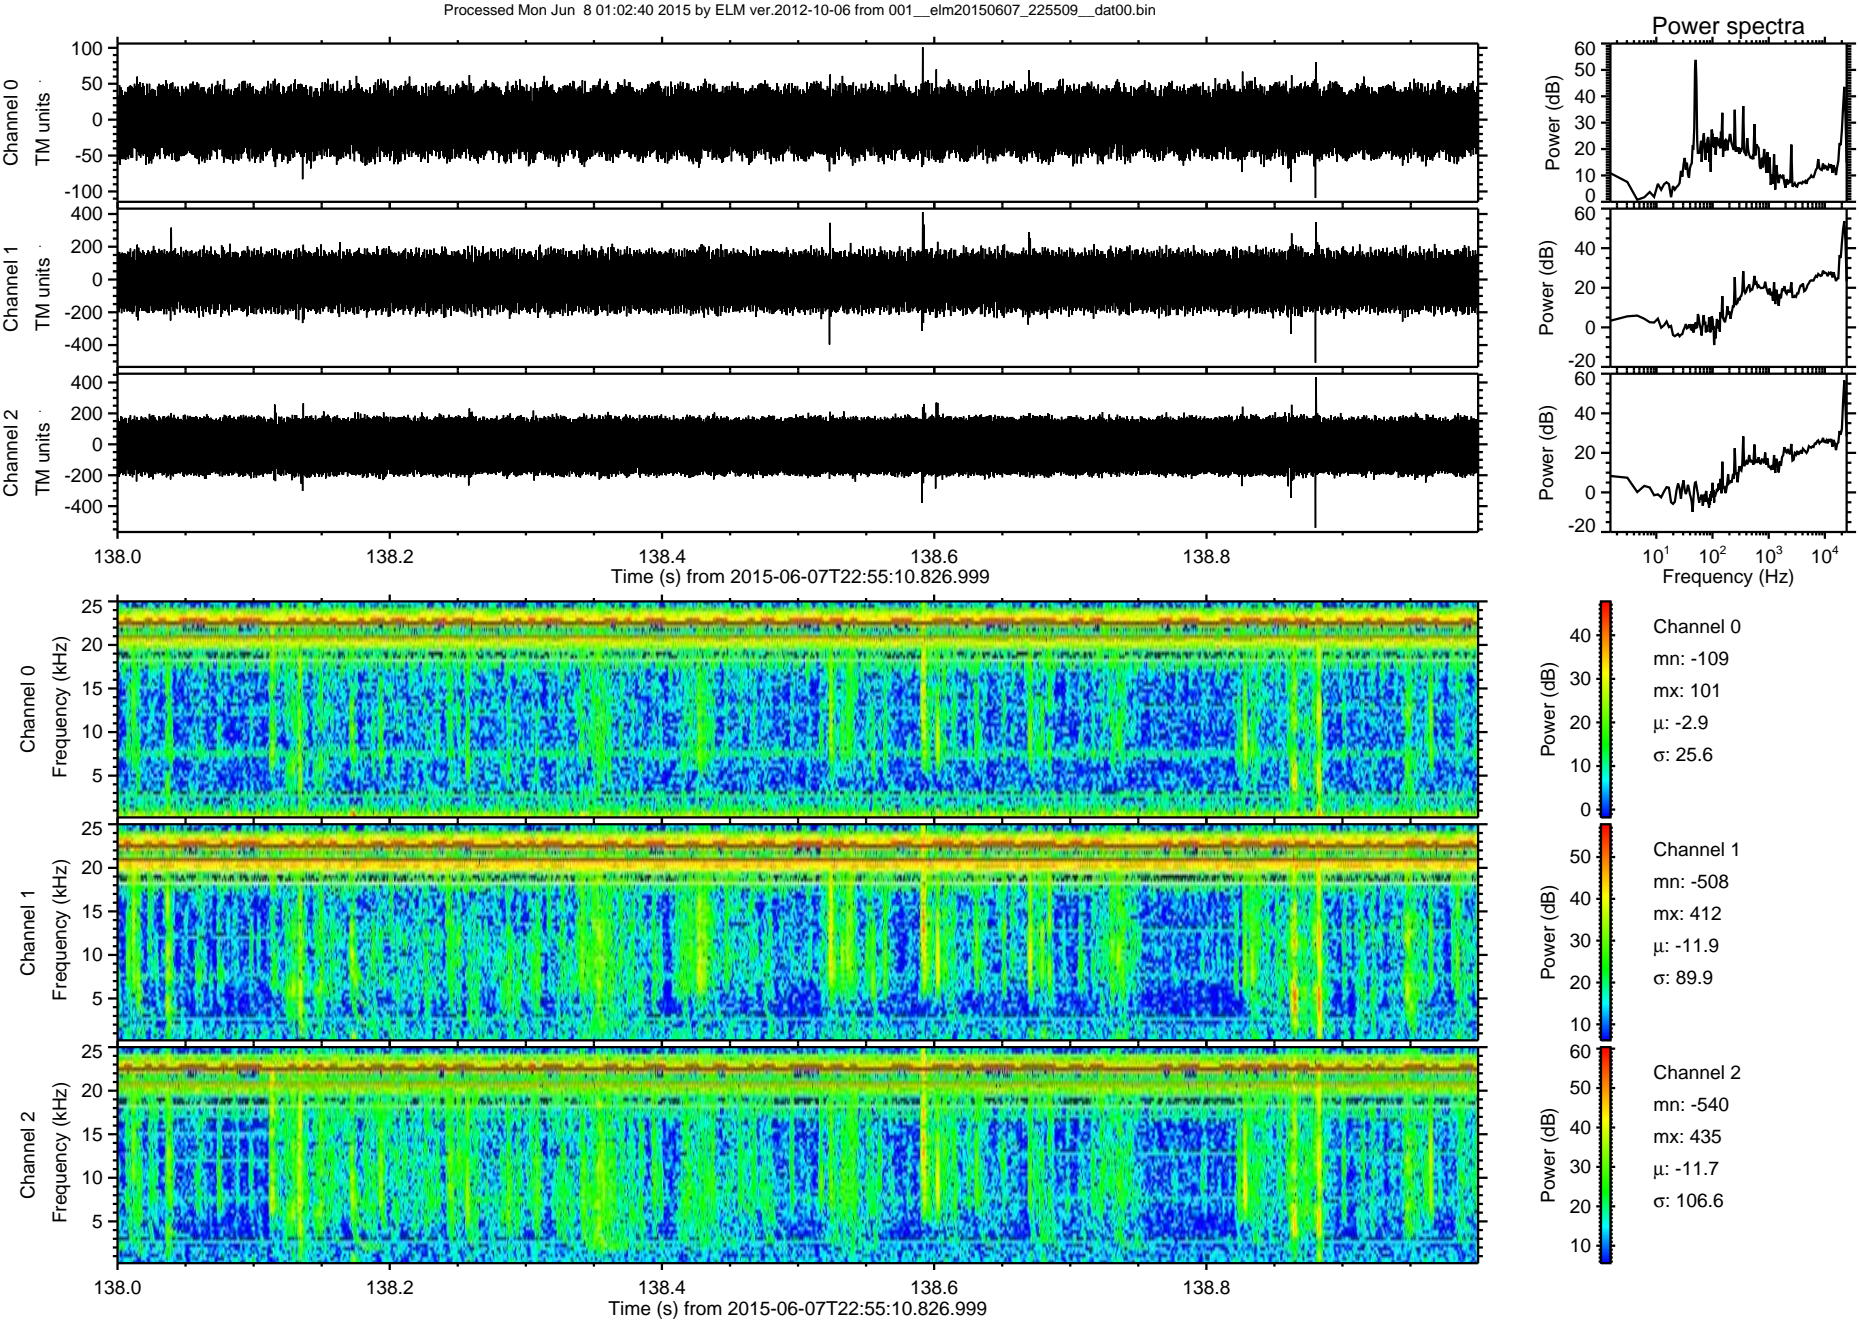 Processed Mon Jun 8 01:02:40 2015 by ELM ver.2012-10-06 from 001__elm20150607_225509__dat00.bin
Power spectra
Channel 0
TM units
100
50
0
-50
-100
Power (dB)
60
50
40
30
20
10
0
Channel 1
TM units
400
200
0
-200
-400
Power (dB)
60
40
20
0
-20
Channel 2
TM units
400
200
0
-200
-400
Power (dB)
60
40
20
0
-20
138.0 138.2 138.4 138.6 138.8
Time (s) from 2015-06-07T22:55:10.826.999
10¹ 10² 10³ 10⁴
Frequency (Hz)
Channel 0
Frequency (kHz)
25
20
15
10
5
Power (dB)
40
30
20
10
0
Channel 0
mn: -109
mx: 101
μ: -2.9
σ: 25.6
Channel 1
Frequency (kHz)
25
20
15
10
5
Power (dB)
50
40
30
20
10
Channel 1
mn: -508
mx: 412
μ: -11.9
σ: 89.9
Channel 2
Frequency (kHz)
25
20
15
10
5
Power (dB)
60
50
40
30
20
10
Channel 2
mn: -540
mx: 435
μ: -11.7
σ: 106.6
138.0 138.2 138.4 138.6 138.8
Time (s) from 2015-06-07T22:55:10.826.999